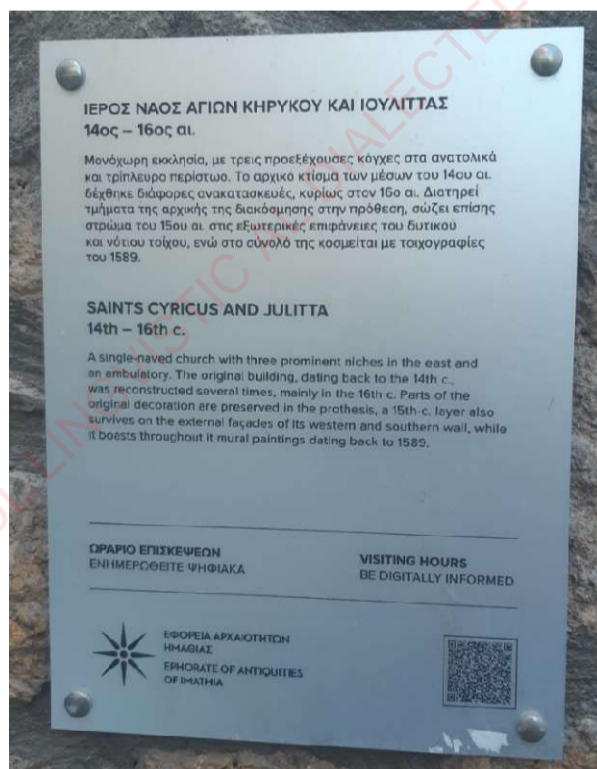 ΙΕΡΟΣ ΝΑΟΣ ΑΓΙΩΝ ΚΗΡΥΚΟΥ ΚΑΙ ΙΟΥΛΙΤΤΑΣ
14ος – 16ος αι.
Μονόχωρη εκκλησία, με τρεις προεξέχουσες κόγχες στα ανατολικά
και τρίπλευρο περίστωο. Το αρχικό κτίσμα των μέσων του 14ου αι.
δέχθηκε διάφορες ανακατασκευές, κυρίως στον 16ο αι. Διατηρεί
τμήματα της αρχικής της διακόσμησης στην πρόθεση, σώζει επίσης
στρώμα του 15ου αι. στις εξωτερικές επιφάνειες του δυτικού
και νότιου τοίχου, ενώ στο σύνολό της κοσμείται με τοιχογραφίες
του 1589.
SAINTS CYRICUS AND JULITTA
14th – 16th c.
A single-naved church with three prominent niches in the east and
an ambulatory. The original building, dating back to the 14th c.,
was reconstructed several times, mainly in the 16th c. Parts of the
original decoration are preserved in the prothesis, a 15th-c. layer also
survives on the external façades of its western and southern wall, while
it boasts throughout it mural paintings dating back to 1589.
ΩΡΑΡΙΟ ΕΠΙΣΚΕΨΕΩΝ
ΕΝΗΜΕΡΩΘΕΙΤΕ ΨΗΦΙΑΚΑ
VISITING HOURS
BE DIGITALLY INFORMED
ΕΦΟΡΕΙΑ ΑΡΧΑΙΟΤΗΤΩΝ
ΗΜΑΘΙΑΣ
EPHORATE OF ANTIQUITIES
OF IMATHIA